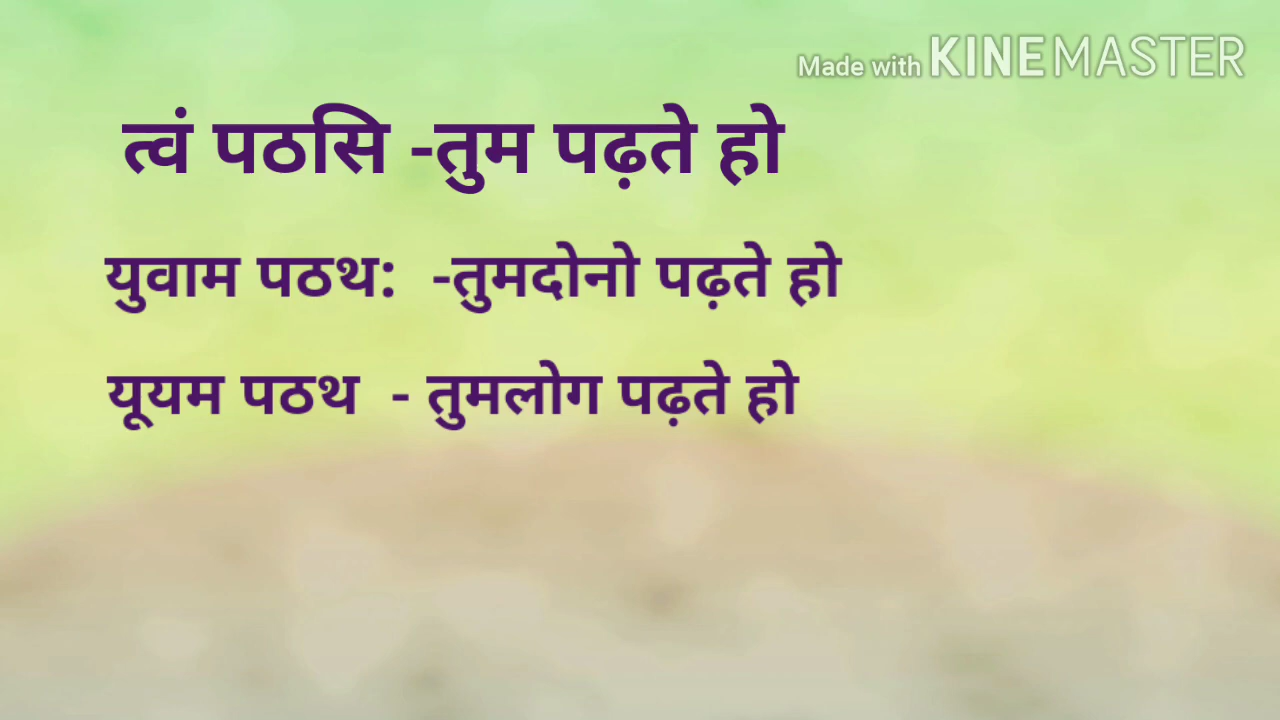 Made with KINEMASTER
त्वं पठसि -तुम पढ़ते हो
युवाम पठथ:  -तुमदोनो पढ़ते हो
यूयम पठथ  - तुमलोग पढ़ते हो